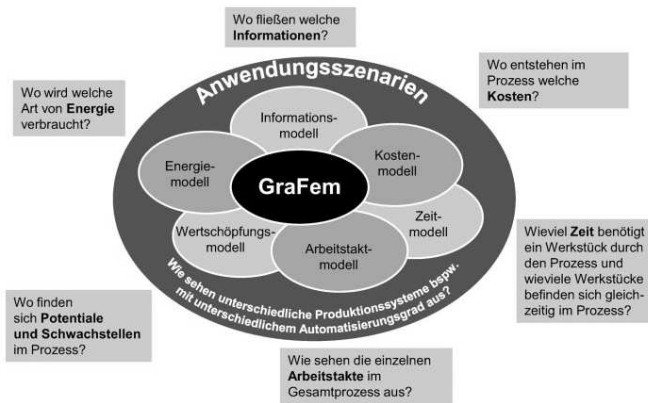 Wo fließen welche
Informationen?
Anwendungsszenarien
Wo entstehen im
Prozess welche
Kosten?
Wo wird welche
Art von Energie
verbraucht?
Informations-
modell
Energie-
modell
Kosten-
modell
GraFem
Wertschöpfungs-
modell
Arbeitstakt-
modell
Zeit-
modell
Wie sehen unterschiedliche Produktionssysteme bspw.
mit unterschiedlichem Automatisierungsgrad aus?
Wieviel Zeit benötigt
ein Werkstück durch
den Prozess und
wieviele Werkstücke
befinden sich gleich-
zeitig im Prozess?
Wo finden
sich Potentiale
und Schwachstellen
im Prozess?
Wie sehen die einzelnen
Arbeitstakte im
Gesamtprozess aus?